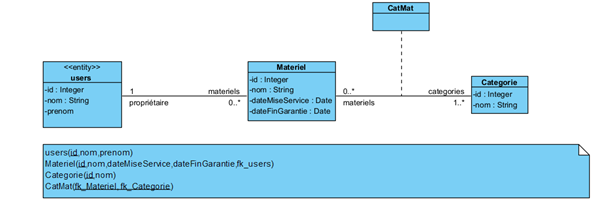 CatMat
<<entity>>
users
-id : Integer
-nom : String
-prenom
1
propriétaire
materiels
0..*
Materiel
-id : Integer
-nom : String
-dateMiseService : Date
-dateFinGarantie : Date
0..*
materiels
categories
1..*
Categorie
-id : Integer
-nom : String
users(id,nom,prenom)
Materiel(id,nom,dateMiseService,dateFinGarantie,fk_users)
Categorie(id,nom)
CatMat(fk_Materiel, fk_Categorie)